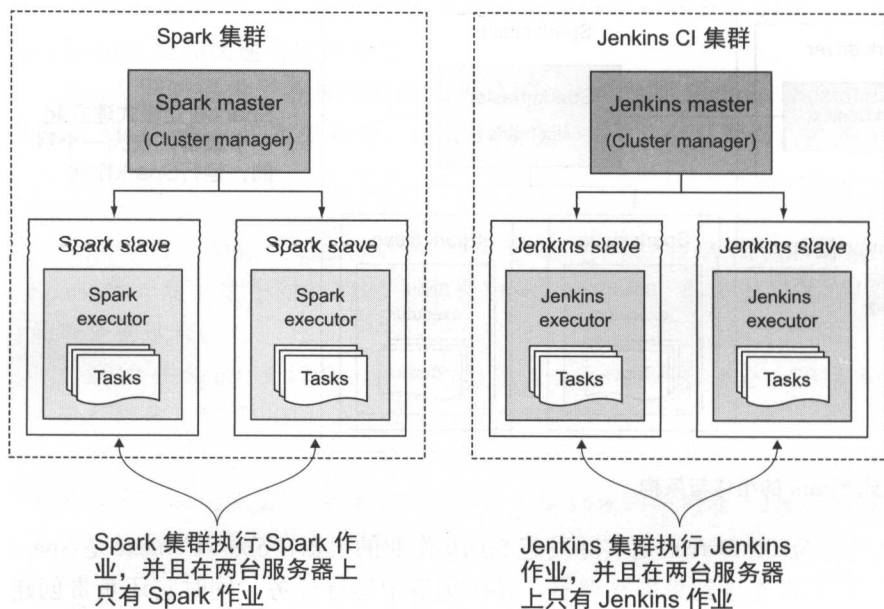 Spark 集群
Spark master
(Cluster manager)
Spark slave
Spark slave
Spark
executor
Tasks
Spark
executor
Tasks
Spark 集群执行 Spark 作
业，并且在两台服务器上
只有 Spark 作业
Jenkins CI 集群
Jenkins master
(Cluster manager)
Jenkins slave
Jenkins slave
Jenkins
executor
Tasks
Jenkins
executor
Tasks
Jenkins 集群执行 Jenkins
作业，并且在两台服务器
上只有 Jenkins 作业